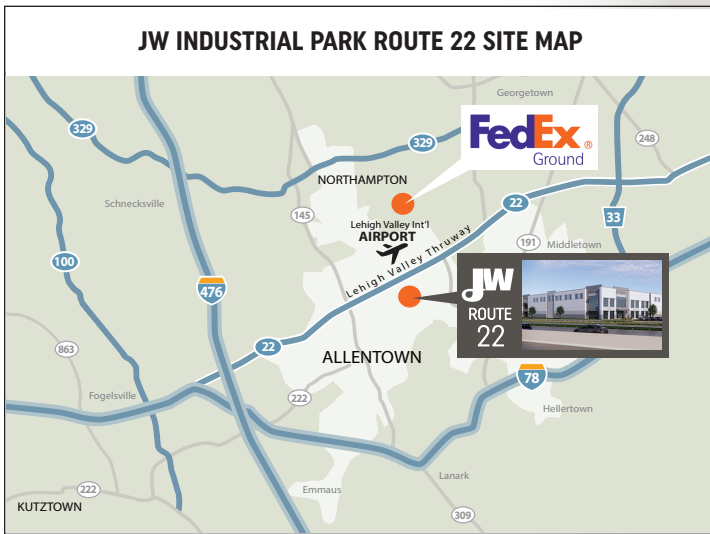 JW INDUSTRIAL PARK ROUTE 22 SITE MAP
Georgetown
329
329
FedEx®
Ground
248
NORTHAMPTON
Schnecksville
145
22
33
Lehigh Valley Int'l
AIRPORT
191
Middletown
Lehigh Valley Thruway
100
476
JW
ROUTE
22
22
863
ALLENTOWN
78
Fogelsville
222
Hellertown
Lanark
222
Emmaus
KUTZTOWN
309